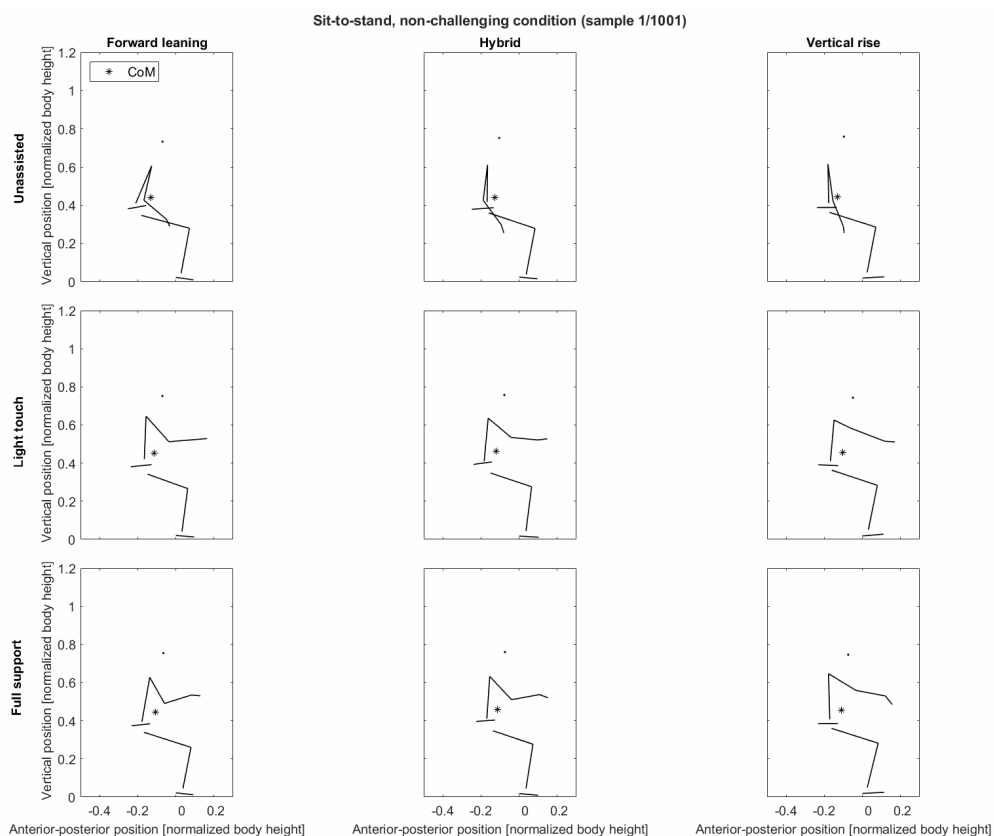 Sit-to-stand, non-challenging condition (sample 1/1001)
Forward leaning
Hybrid
Vertical rise
Unassisted
Vertical position [normalized body height]
1.2
1
0.8
0.6
0.4
0.2
0
CoM
Light touch
Vertical position [normalized body height]
1.2
1
0.8
0.6
0.4
0.2
0
Full support
Vertical position [normalized body height]
1.2
1
0.8
0.6
0.4
0.2
0
-0.4 -0.2 0 0.2
-0.4 -0.2 0 0.2
-0.4 -0.2 0 0.2
Anterior-posterior position [normalized body height]
Anterior-posterior position [normalized body height]
Anterior-posterior position [normalized body height]